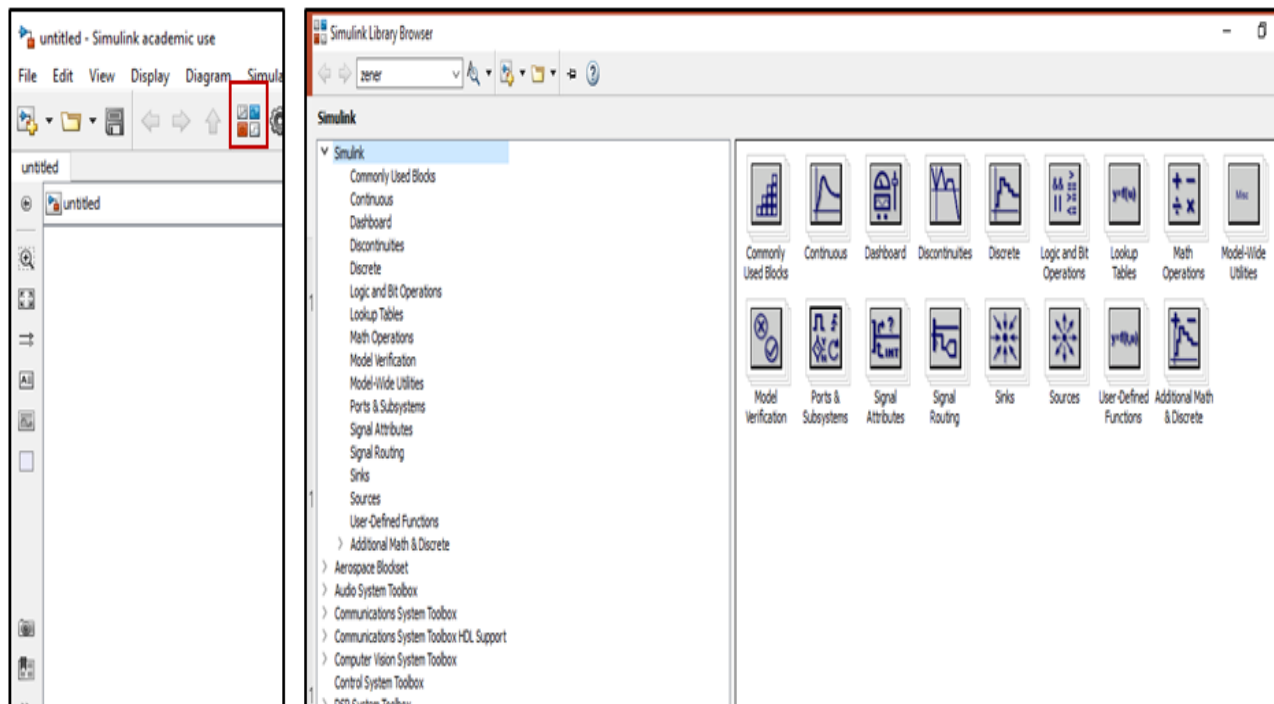 untitled - Simulink academic use
File Edit View Display Diagram Simula
untitled
untitled
Simulink Library Browser
zener
Simulink
Simulink
Commonly Used Blocks
Continuous
Dashboard
Discontinuities
Discrete
Logic and Bit Operations
Lookup Tables
Math Operations
Model Verification
Model-Wide Utilities
Ports & Subsystems
Signal Attributes
Signal Routing
Sinks
Sources
User-Defined Functions
Additional Math & Discrete
Aerospace Blockset
Audio System Toolbox
Communications System Toolbox
Communications System Toolbox HDL Support
Computer Vision System Toolbox
Control System Toolbox
DSP System Toolbox
Commonly Used Blocks
Continuous
Dashboard
Discontinuities
Discrete
Logic and Bit Operations
y=f(u)
Lookup Tables
Math Operations
Misc
Model-Wide Utilities
Model Verification
Ports & Subsystems
INT
Signal Attributes
Signal Routing
Sinks
Sources
y=f(t,u)
User-Defined Functions
Additional Math & Discrete